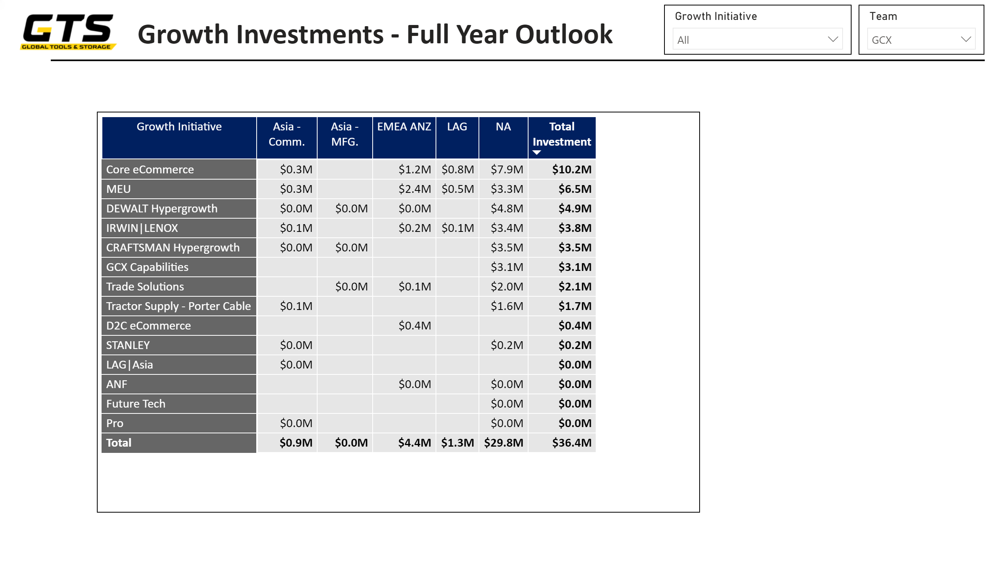 GTS
GLOBAL TOOLS & STORAGE
Growth Investments - Full Year Outlook
Growth Initiative
All
Team
GCX
Growth Initiative Asia - Comm. Asia - MFG. EMEA ANZ LAG NA Total Investment
Core eCommerce $0.3M $1.2M $0.8M $7.9M $10.2M
MEU $0.3M $2.4M $0.5M $3.3M $6.5M
DEWALT Hypergrowth $0.0M $0.0M $0.0M $4.8M $4.9M
IRWIN|LENOX $0.1M $0.2M $0.1M $3.4M $3.8M
CRAFTSMAN Hypergrowth $0.0M $0.0M $3.5M $3.5M
GCX Capabilities $3.1M $3.1M
Trade Solutions $0.0M $0.1M $2.0M $2.1M
Tractor Supply - Porter Cable $0.1M $1.6M $1.7M
D2C eCommerce $0.4M $0.4M
STANLEY $0.0M $0.2M $0.2M
LAG|Asia $0.0M $0.0M
ANF $0.0M $0.0M $0.0M
Future Tech $0.0M $0.0M
Pro $0.0M $0.0M $0.0M
Total $0.9M $0.0M $4.4M $1.3M $29.8M $36.4M